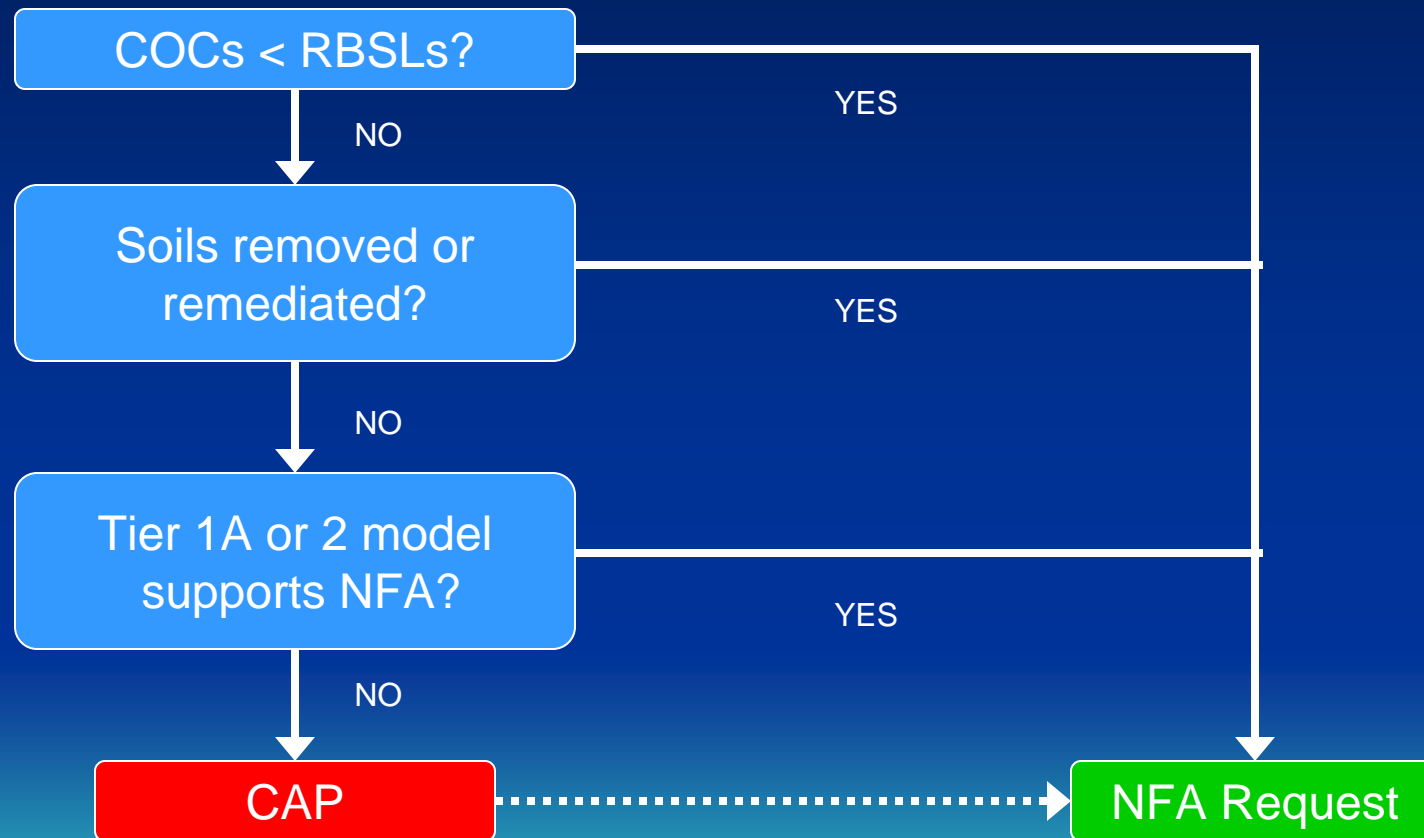 COCs < RBSLs?
YES
NO
Soils removed or
remediated?
YES
NO
Tier 1A or 2 model
supports NFA?
YES
NO
CAP
NFA Request